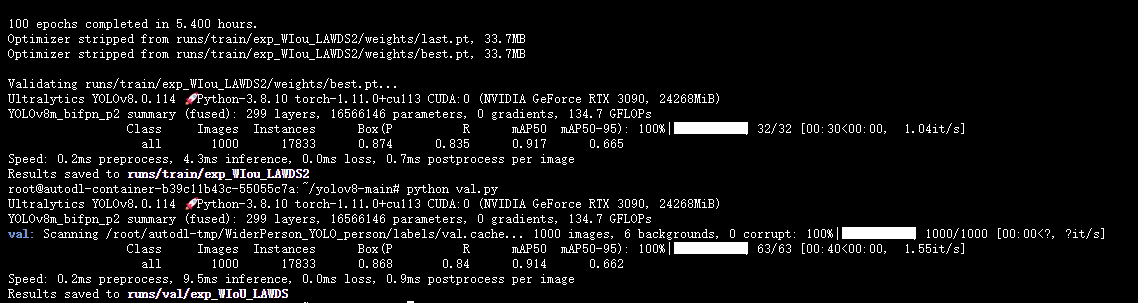 100 epochs completed in 5.400 hours.
Optimizer stripped from runs/train/exp_WIou_LAWDS2/weights/last.pt, 33.7MB
Optimizer stripped from runs/train/exp_WIou_LAWDS2/weights/best.pt, 33.7MB
Validating runs/train/exp_WIou_LAWDS2/weights/best.pt...
Ultralytics YOLOv8.0.114 🚀Python-3.8.10 torch-1.11.0+cu113 CUDA:0 (NVIDIA GeForce RTX 3090, 24268MiB)
YOLOv8m_bifpn_p2 summary (fused): 299 layers, 16566146 parameters, 0 gradients, 134.7 GFLOPs
Class Images Instances Box(P R mAP50 mAP50-95): 100%| 32/32 [00:30<00:00, 1.04it/s]
all 1000 17833 0.874 0.835 0.917 0.665
Speed: 0.2ms preprocess, 4.3ms inference, 0.0ms loss, 0.7ms postprocess per image
Results saved to runs/train/exp_WIou_LAWDS2
root@autodl-container-b39c11b43c-55055c7a:~/yolov8-main# python val.py
Ultralytics YOLOv8.0.114 🚀Python-3.8.10 torch-1.11.0+cu113 CUDA:0 (NVIDIA GeForce RTX 3090, 24268MiB)
YOLOv8m_bifpn_p2 summary (fused): 299 layers, 16566146 parameters, 0 gradients, 134.7 GFLOPs
val: Scanning /root/autodl-tmp/WiderPerson_YOLO_person/labels/val.cache... 1000 images, 6 backgrounds, 0 corrupt: 100%| 1000/1000 [00:00<?, ?it/s]
Class Images Instances Box(P R mAP50 mAP50-95): 100%| 63/63 [00:40<00:00, 1.55it/s]
all 1000 17833 0.868 0.84 0.914 0.662
Speed: 0.2ms preprocess, 9.5ms inference, 0.0ms loss, 0.9ms postprocess per image
Results saved to runs/val/exp_WIoU_LAWDS